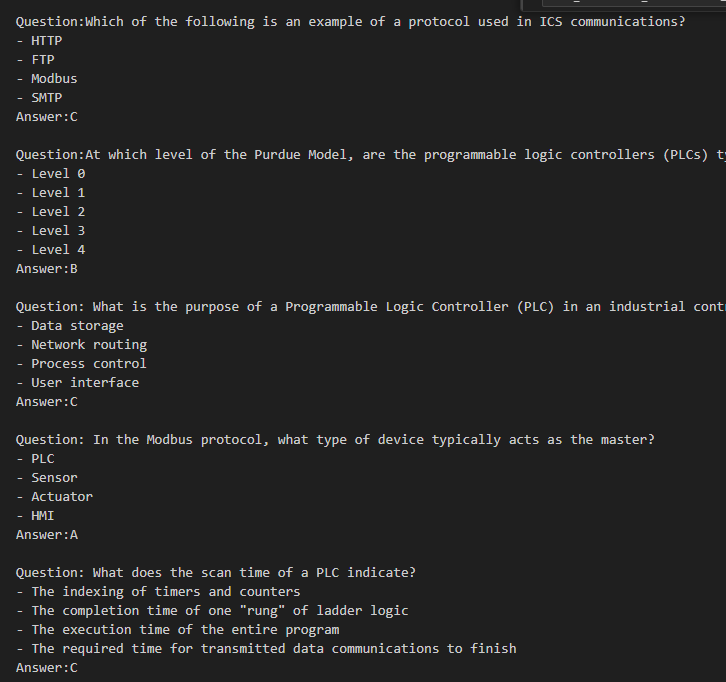 Question:Which of the following is an example of a protocol used in ICS communications?
- HTTP
- FTP
- Modbus
- SMTP
Answer:C
Question:At which level of the Purdue Model, are the programmable logic controllers (PLCs)
- Level 0
- Level 1
- Level 2
- Level 3
- Level 4
Answer:B
Question: What is the purpose of a Programmable Logic Controller (PLC) in an industrial
- Data storage
- Network routing
- Process control
- User interface
Answer:C
Question: In the Modbus protocol, what type of device typically acts as the master?
- PLC
- Sensor
- Actuator
- HMI
Answer:A
Question: What does the scan time of a PLC indicate?
- The indexing of timers and counters
- The completion time of one "rung" of ladder logic
- The execution time of the entire program
- The required time for transmitted data communications to finish
Answer:C